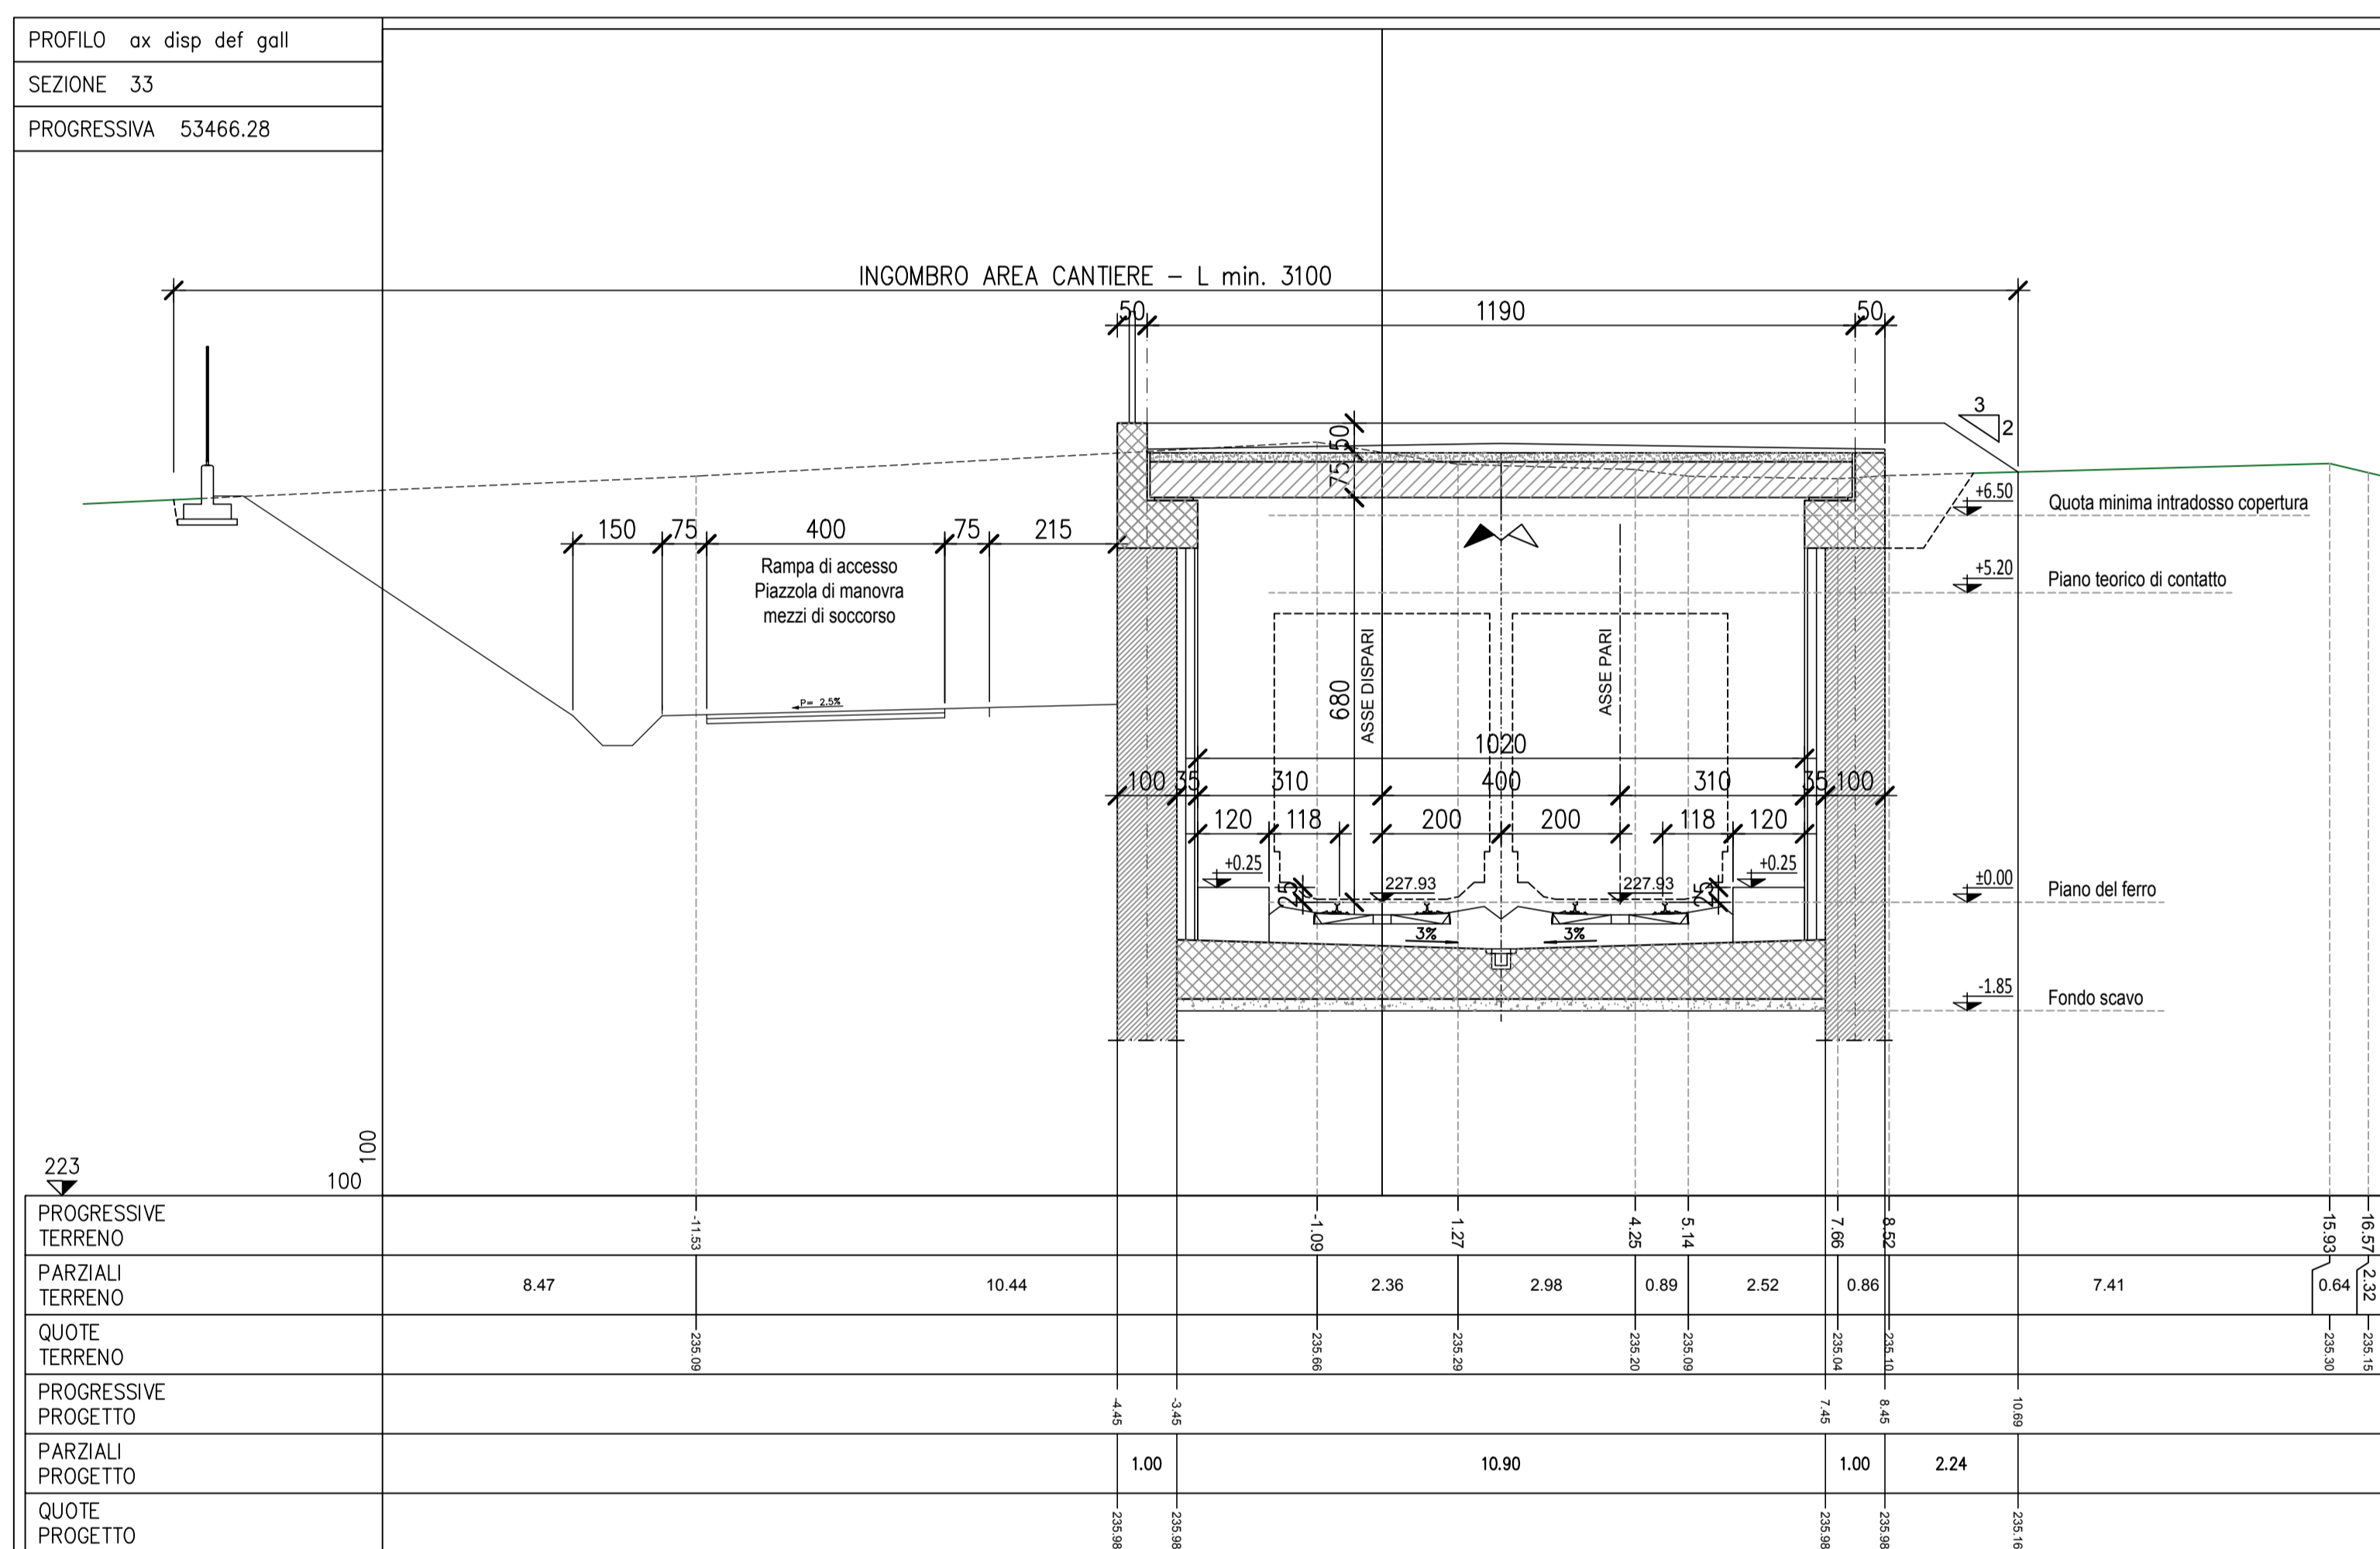 PROFILO ax disp def gall
SEZIONE 33
PROGRESSIVA 53466.28
INGOMBRO AREA CANTIERE - L min. 3100
50 1190 50
3
2
50
75
+6.50 Quota minima intradosso copertura
150 75 400 75 215
Rampa di accesso
Piazzola di manovra
mezzi di soccorso
+5.20 Piano teorico di contatto
P= 2.5%
680
ASSE DISPARI
ASSE PARI
1020
100 35 310 400 310 35 100
120 118 200 200 118 120
+0.25 +0.25
25 227.93 227.93 25
±0.00 Piano del ferro
3% 3%
-1.85 Fondo scavo
223
100
100
PROGRESSIVE
TERRENO
-11.53 -1.09 1.27 4.25 5.14 7.66 8.52 15.93 16.57
PARZIALI
TERRENO
8.47 10.44 2.36 2.98 0.89 2.52 0.86 7.41 0.64 2.32
QUOTE
TERRENO
235.09 235.66 235.29 235.20 235.09 235.04 235.10 235.30 235.15
PROGRESSIVE
PROGETTO
-4.45 -3.45 7.45 8.45 10.69
PARZIALI
PROGETTO
1.00 10.90 1.00 2.24
QUOTE
PROGETTO
235.98 235.98 235.98 235.98 235.16